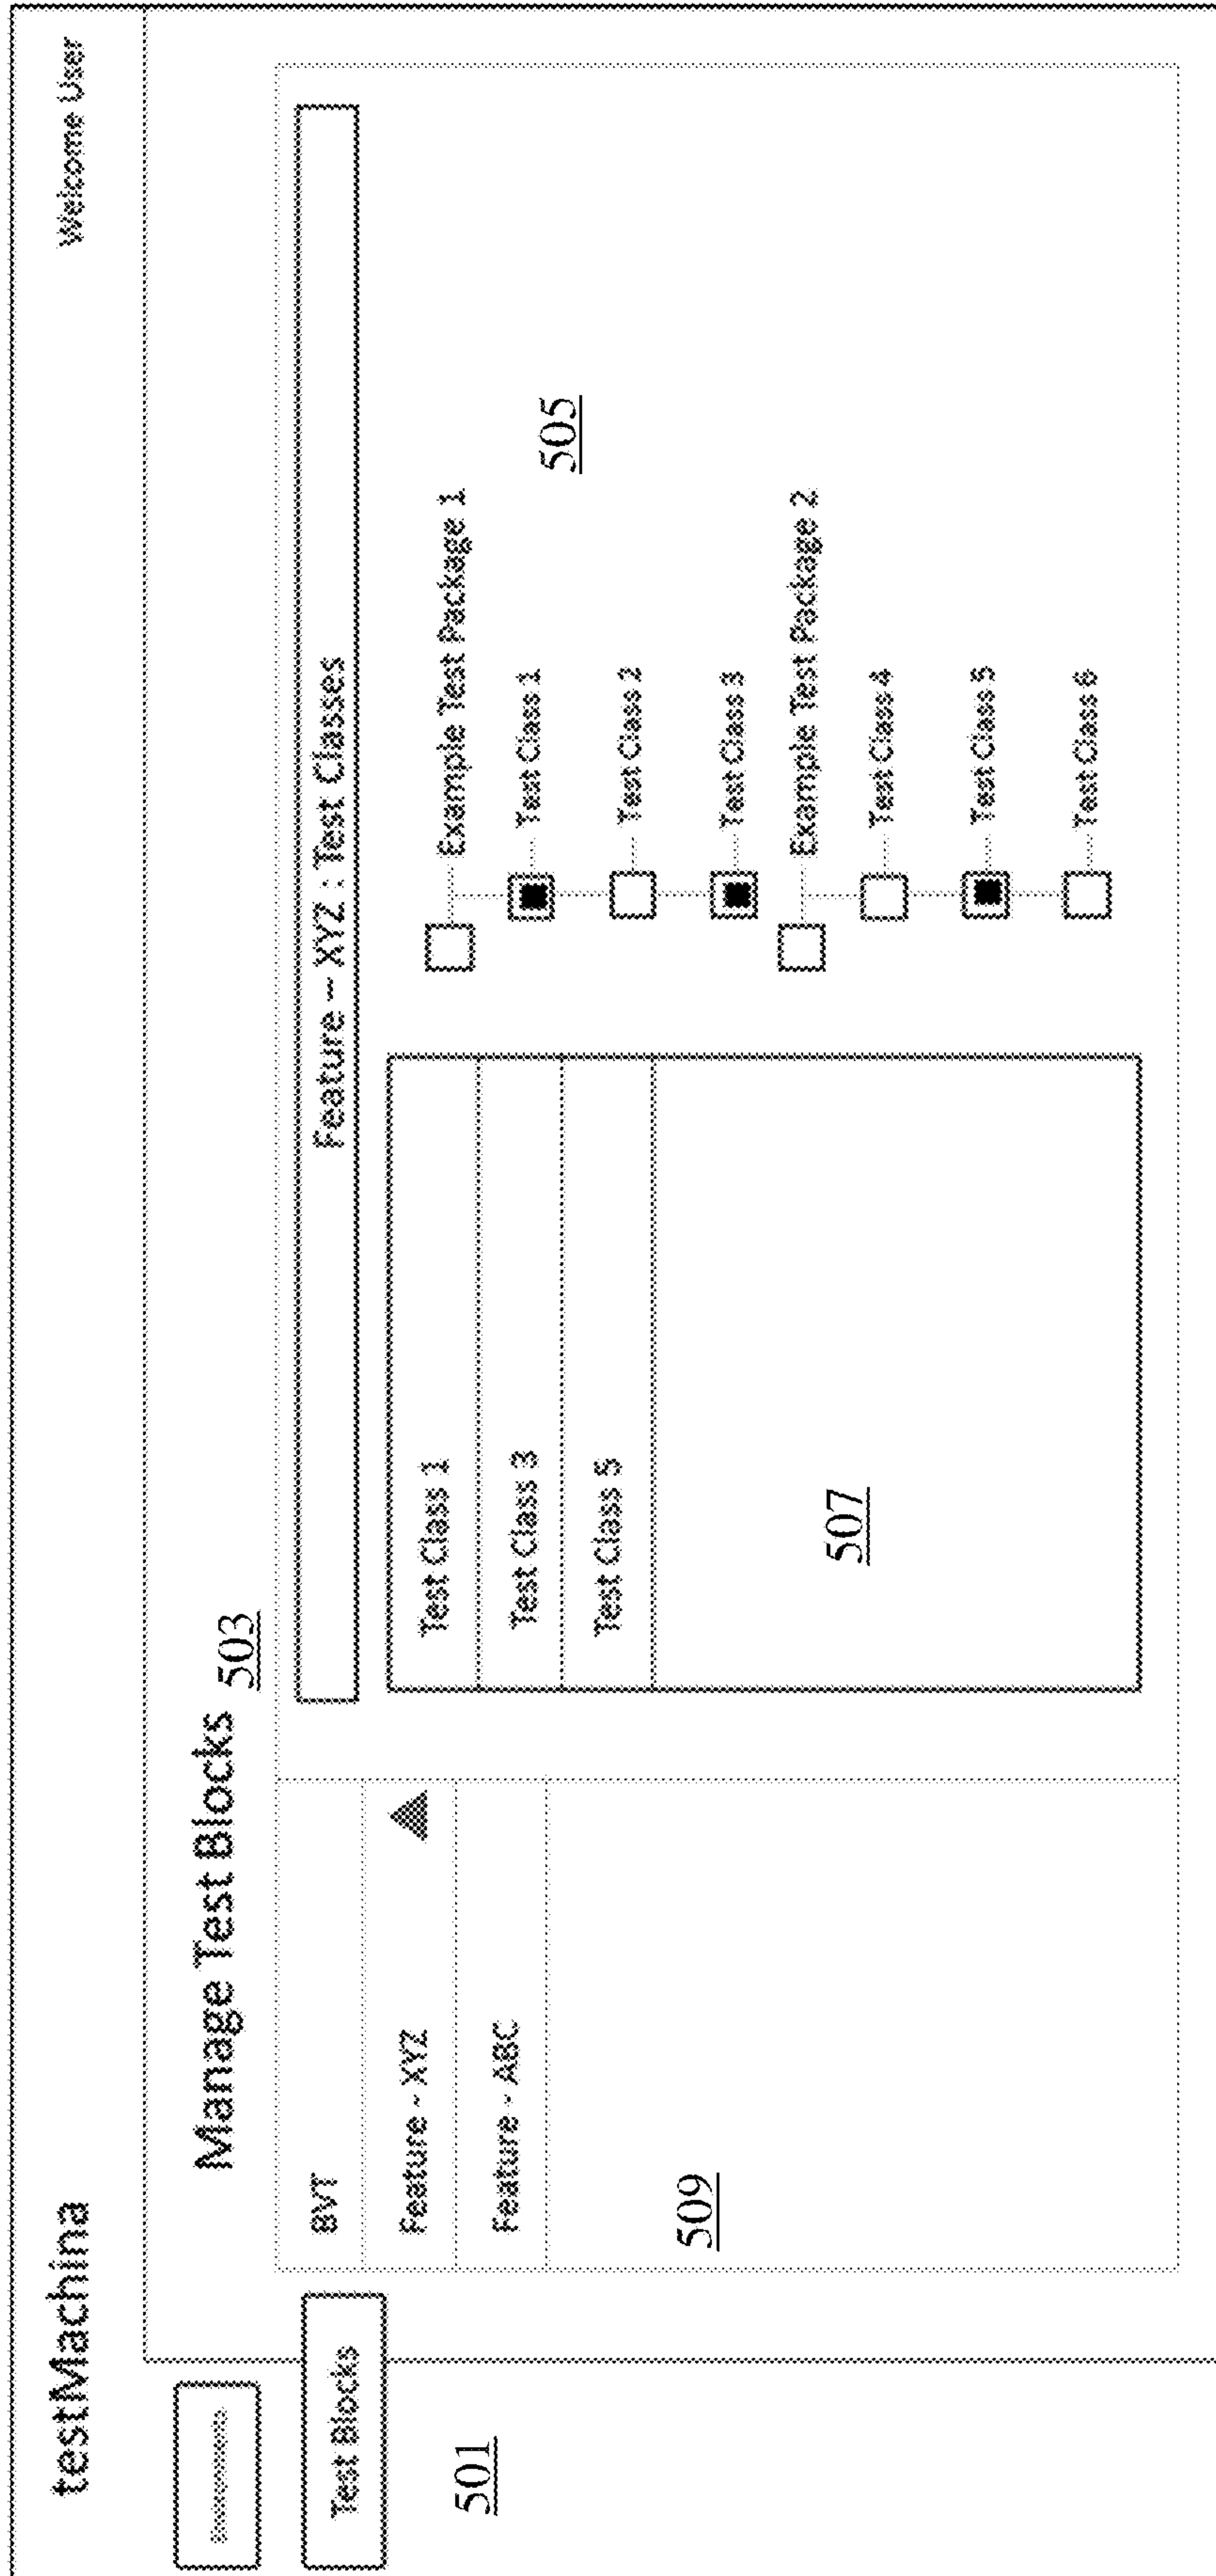 testMachina
Welcome User
Test Blocks
501
Manage Test Blocks 503
BVT
Feature - XYZ
Feature - ABC
509
Feature – XYZ : Test Classes
Test Class 1
Test Class 3
Test Class 5
507
Example Test Package 1
Test Class 1
Test Class 2
Test Class 3
Example Test Package 2
Test Class 4
Test Class 5
Test Class 6
505